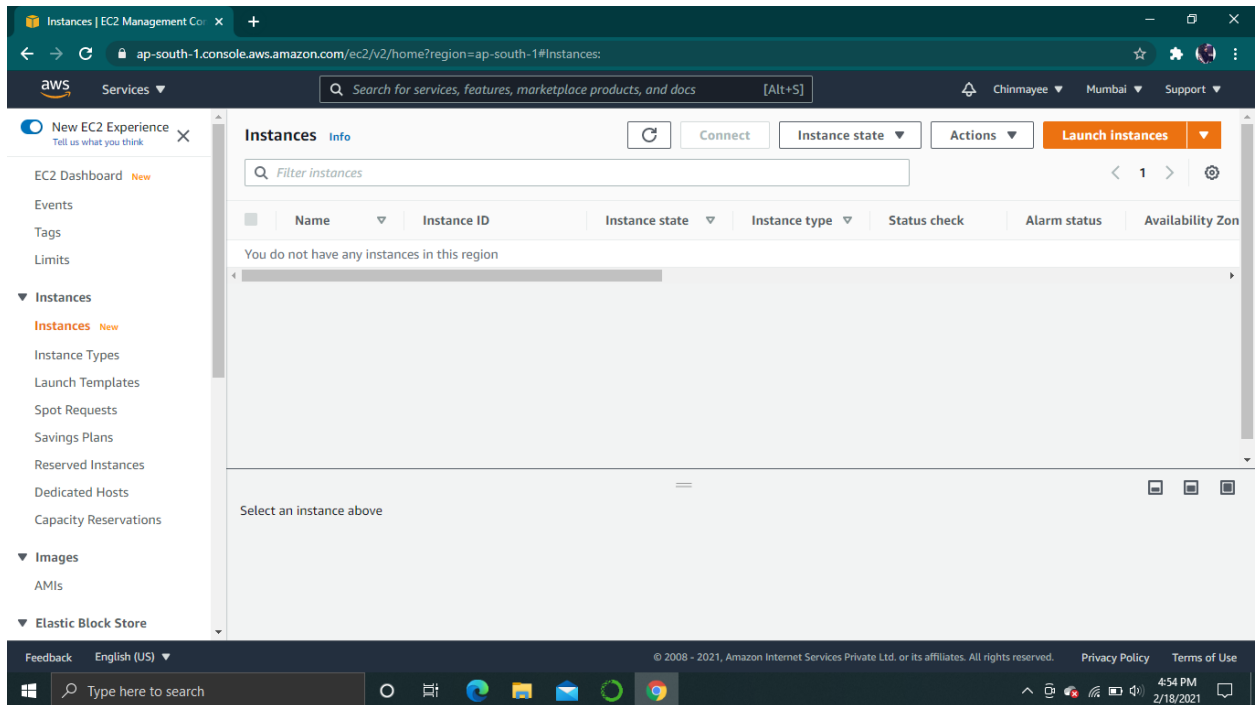 Instances | EC2 Management Cor
ap-south-1.console.aws.amazon.com/ec2/v2/home?region=ap-south-1#Instances:
aws Services Search for services, features, marketplace products, and docs [Alt+S] Chinmayee Mumbai Support
New EC2 Experience
Tell us what you think
EC2 Dashboard New
Events
Tags
Limits
Instances
Instances New
Instance Types
Launch Templates
Spot Requests
Savings Plans
Reserved Instances
Dedicated Hosts
Capacity Reservations
Images
AMIs
Elastic Block Store
Instances Info Connect Instance state Actions Launch instances
Filter instances 1
Name Instance ID Instance state Instance type Status check Alarm status Availability Zon
You do not have any instances in this region
Select an instance above
Feedback English (US) © 2008 - 2021, Amazon Internet Services Private Ltd. or its affiliates. All rights reserved. Privacy Policy Terms of Use
Type here to search
4:54 PM
2/18/2021